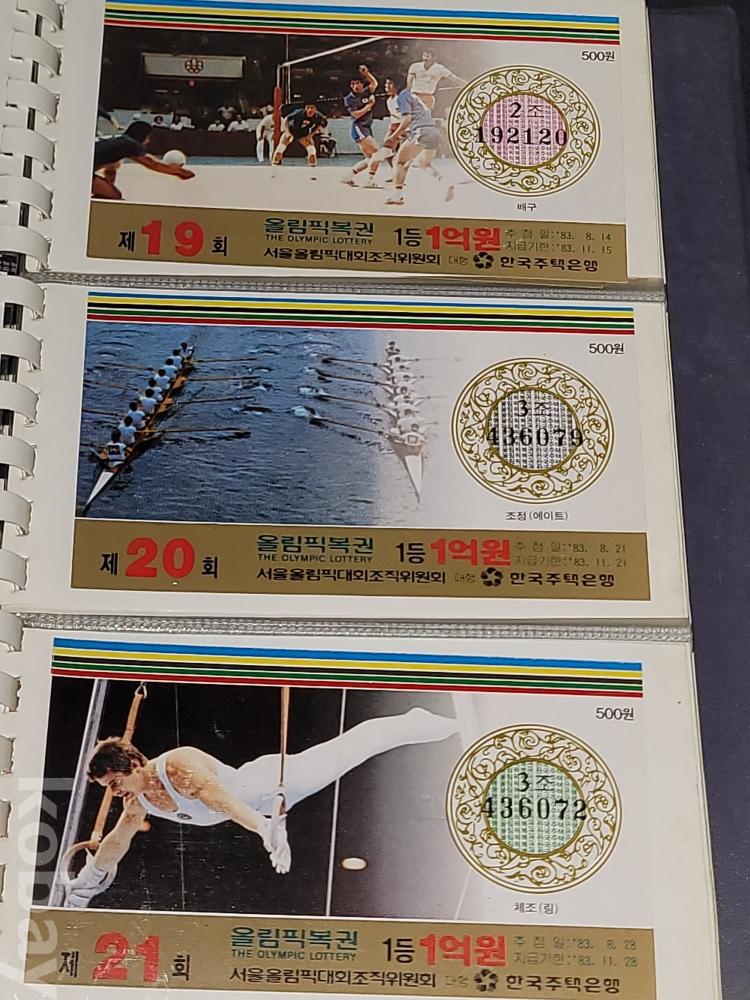 500원
2조
192120
배구
제19회 올림픽복권 1등 1억원 추첨일:'83. 8.14
THE OLYMPIC LOTTERY 지급기한:'83. 11.15
서울올림픽대회조직위원회 대행 한국주택은행
500원
3조
436079
조정(에이트)
제20회 올림픽복권 1등 1억원 추첨일:'83. 8.21
THE OLYMPIC LOTTERY 지급기한:'83. 11.21
서울올림픽대회조직위원회 대행 한국주택은행
500원
3조
436072
체조(링)
제21회 올림픽복권 1등 1억원 추첨일:'83. 8.28
THE OLYMPIC LOTTERY 지급기한:'83. 11.28
서울올림픽대회조직위원회 대행 한국주택은행
kobay